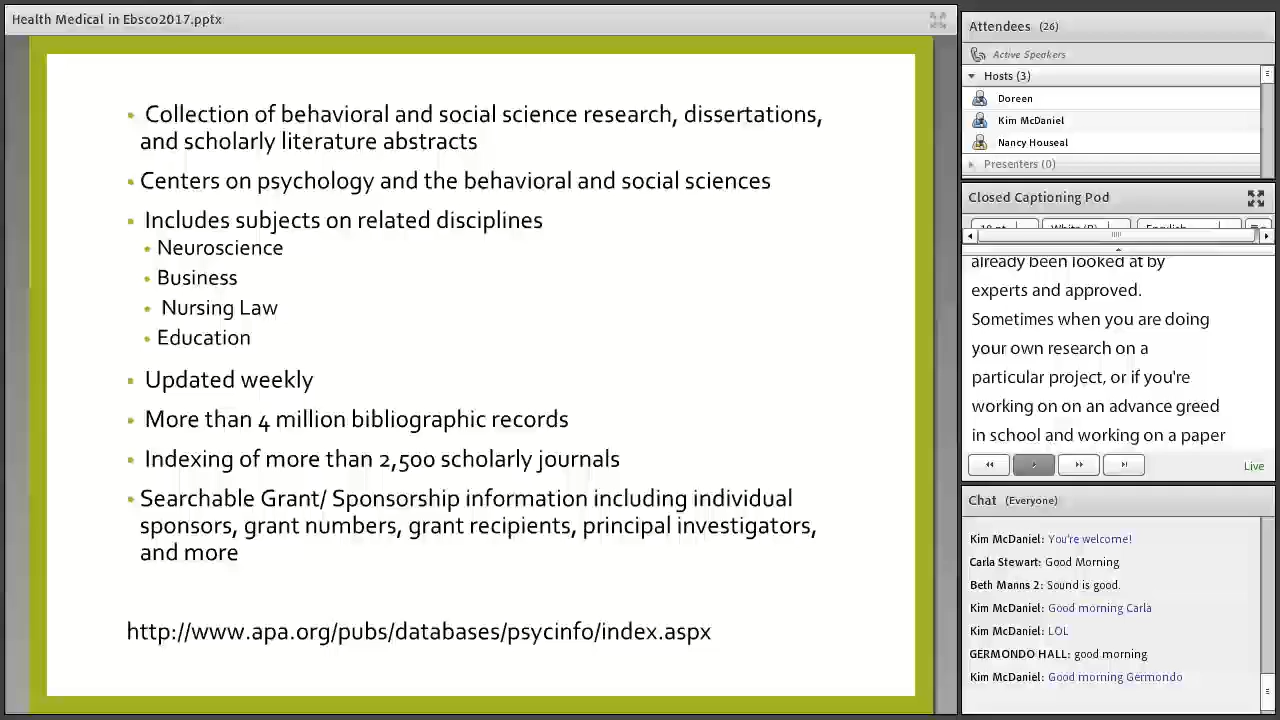 Health Medical in Ebsco2017.pptx
Collection of behavioral and social science research, dissertations,
and scholarly literature abstracts
Centers on psychology and the behavioral and social sciences
Includes subjects on related disciplines
Neuroscience
Business
Nursing Law
Education
Updated weekly
More than 4 million bibliographic records
Indexing of more than 2,500 scholarly journals
Searchable Grant/ Sponsorship information including individual
sponsors, grant numbers, grant recipients, principal investigators,
and more
http://www.apa.org/pubs/databases/psycinfo/index.aspx
Attendees (26)
Active Speakers
Hosts (3)
Doreen
Kim McDaniel
Nancy Houseal
Presenters (0)
Closed Captioning Pod
already been looked at by
experts and approved.
Sometimes when you are doing
your own research on a
particular project, or if you're
working on on an advance greed
in school and working on a paper
Live
Chat (Everyone)
Kim McDaniel: You're welcome!
Carla Stewart: Good Morning
Beth Manns 2: Sound is good.
Kim McDaniel: Good morning Carla
Kim McDaniel: LOL
GERMONDO HALL: good morning
Kim McDaniel: Good morning Germondo